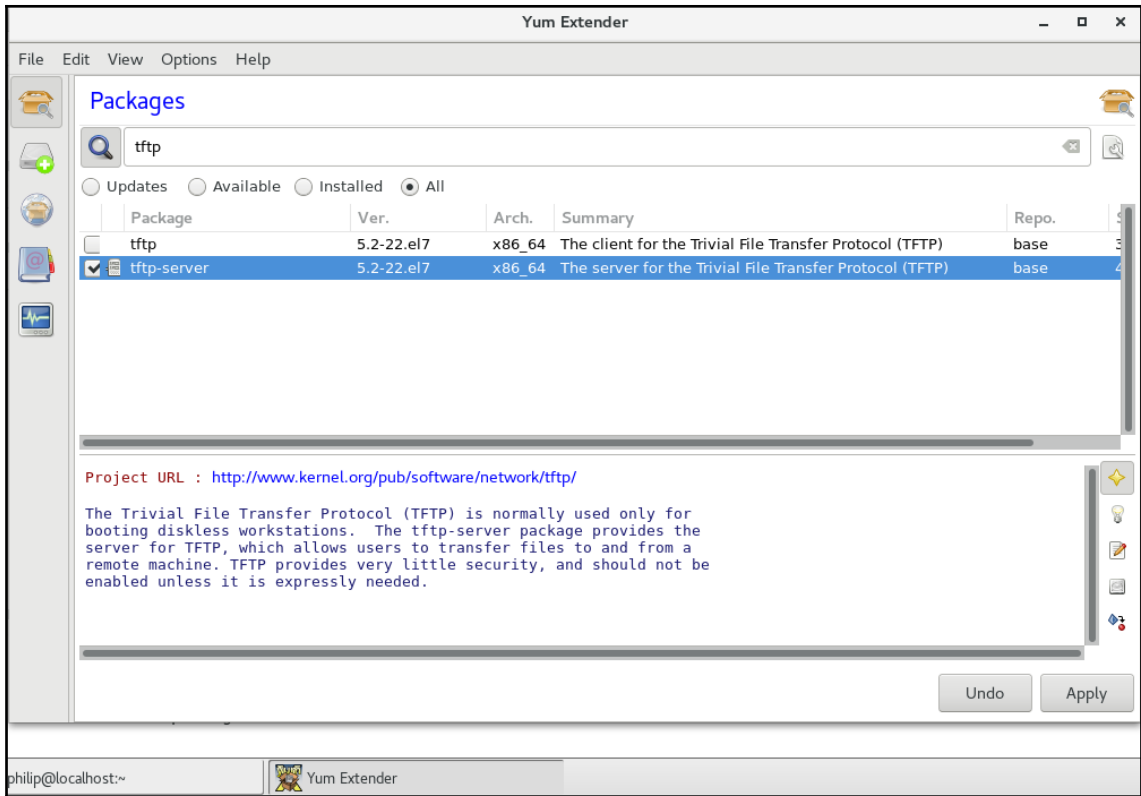 Yum Extender
File Edit View Options Help
Packages
tftp
Updates Available Installed All
Package Ver. Arch. Summary Repo.
tftp 5.2-22.el7 x86_64 The client for the Trivial File Transfer Protocol (TFTP) base
tftp-server 5.2-22.el7 x86_64 The server for the Trivial File Transfer Protocol (TFTP) base
Project URL : http://www.kernel.org/pub/software/network/tftp/
The Trivial File Transfer Protocol (TFTP) is normally used only for
booting diskless workstations.  The tftp-server package provides the
server for TFTP, which allows users to transfer files to and from a
remote machine. TFTP provides very little security, and should not be
enabled unless it is expressly needed.
Undo Apply
philip@localhost:~ Yum Extender